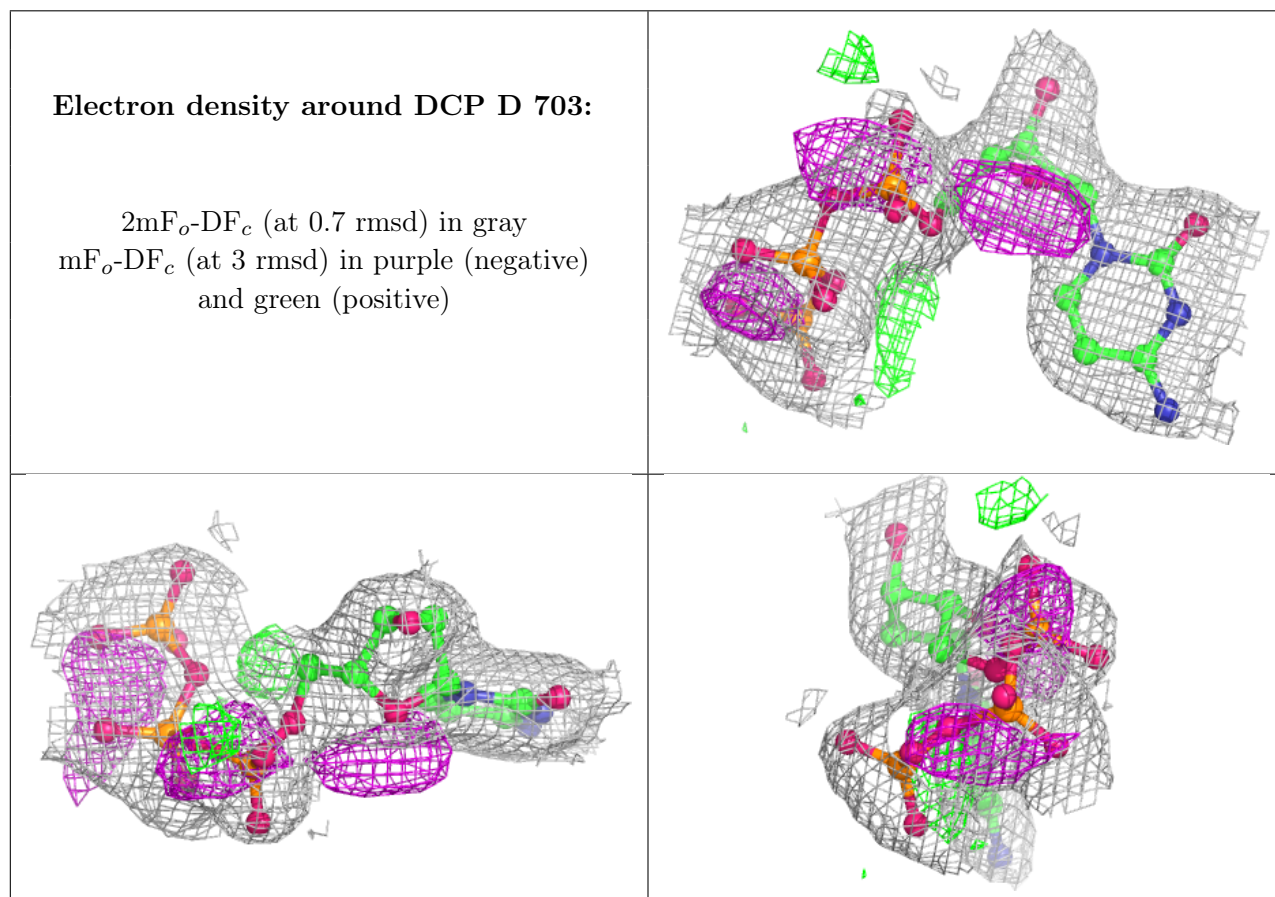 Electron density around DCP D 703:
2mFo-DFc (at 0.7 rmsd) in gray
mFo-DFc (at 3 rmsd) in purple (negative)
and green (positive)